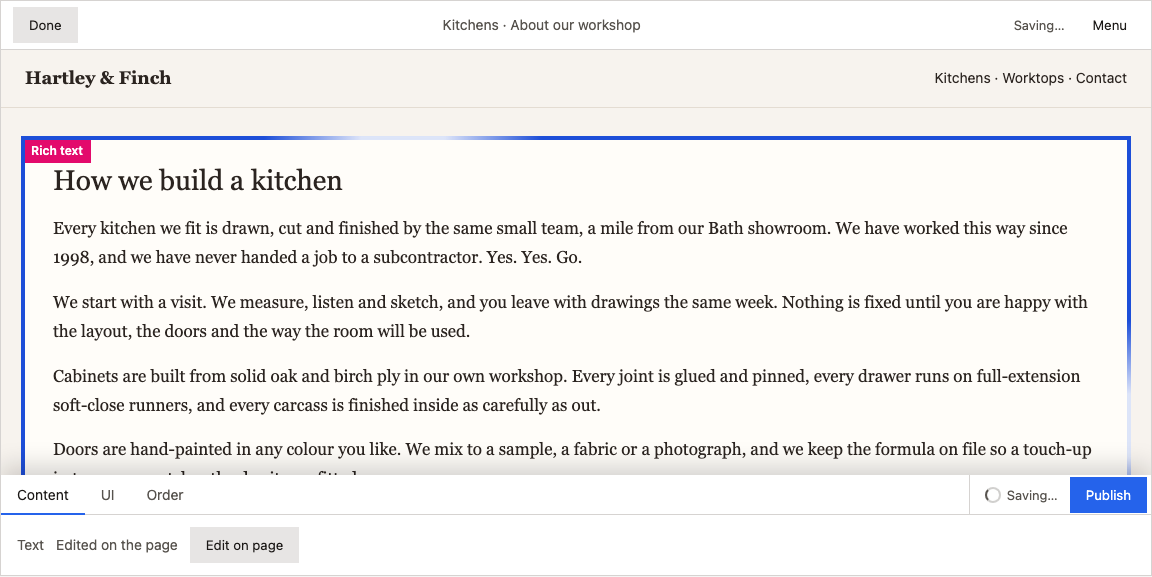 Done
Kitchens · About our workshop
Saving…
Menu
Hartley & Finch
Kitchens · Worktops · Contact
Rich text
How we build a kitchen
Every kitchen we fit is drawn, cut and finished by the same small team, a mile from our Bath showroom. We have worked this way since
1998, and we have never handed a job to a subcontractor. Yes. Yes. Go.
We start with a visit. We measure, listen and sketch, and you leave with drawings the same week. Nothing is fixed until you are happy with
the layout, the doors and the way the room will be used.
Cabinets are built from solid oak and birch ply in our own workshop. Every joint is glued and pinned, every drawer runs on full-extension
soft-close runners, and every carcass is finished inside as carefully as out.
Doors are hand-painted in any colour you like. We mix to a sample, a fabric or a photograph, and we keep the formula on file so a touch-up
Content
UI
Order
Saving…
Publish
Text
Edited on the page
Edit on page